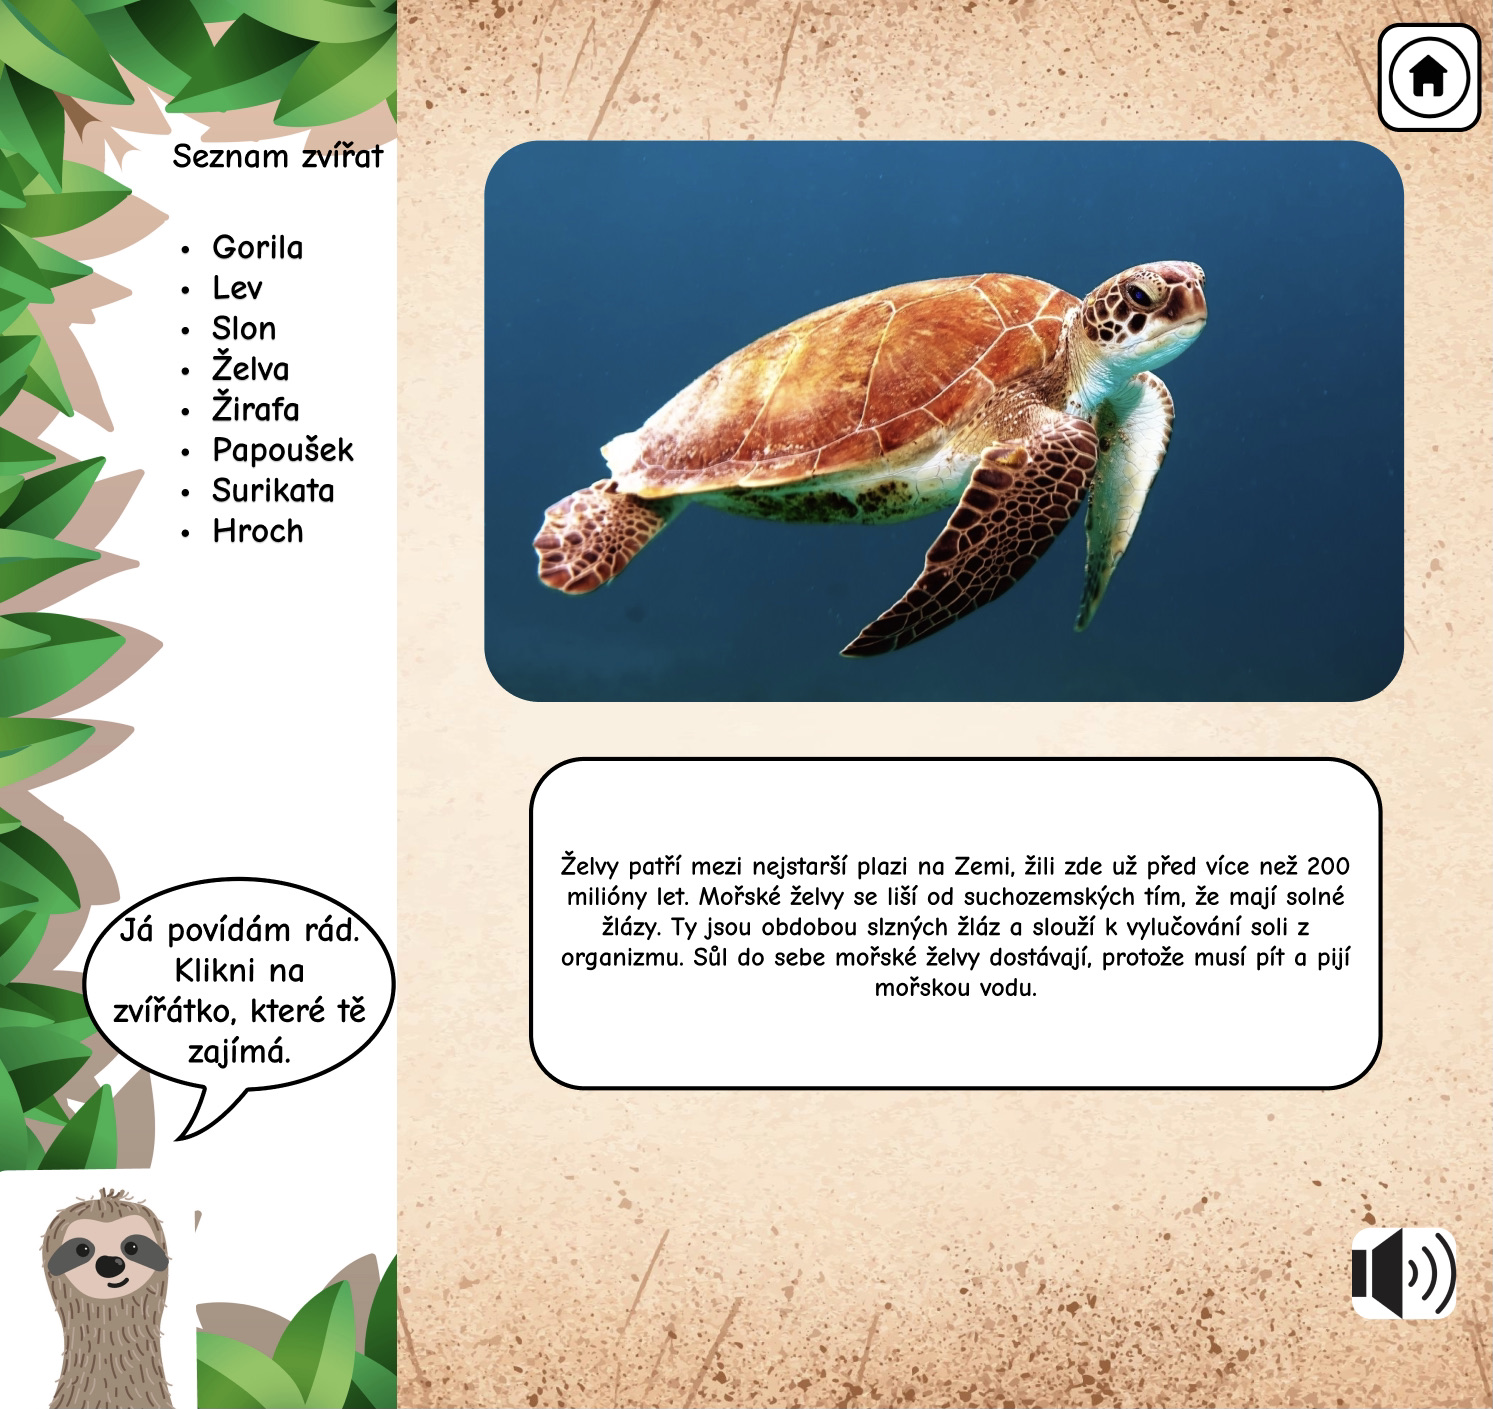 Seznam zvířat
Gorila
Lev
Slon
Želva
Žirafa
Papoušek
Surikata
Hroch
Já povídám rád.
Klikni na
zvířátko, které tě
zajímá.
Želvy patří mezi nejstarší plazi na Zemi, žili zde už před více než 200
milióny let. Mořské želvy se liší od suchozemských tím, že mají solné
žlázy. Ty jsou obdobou slzných žláz a slouží k vylučování soli z
organizmu. Sůl do sebe mořské želvy dostávají, protože musí pít a pijí
mořskou vodu.